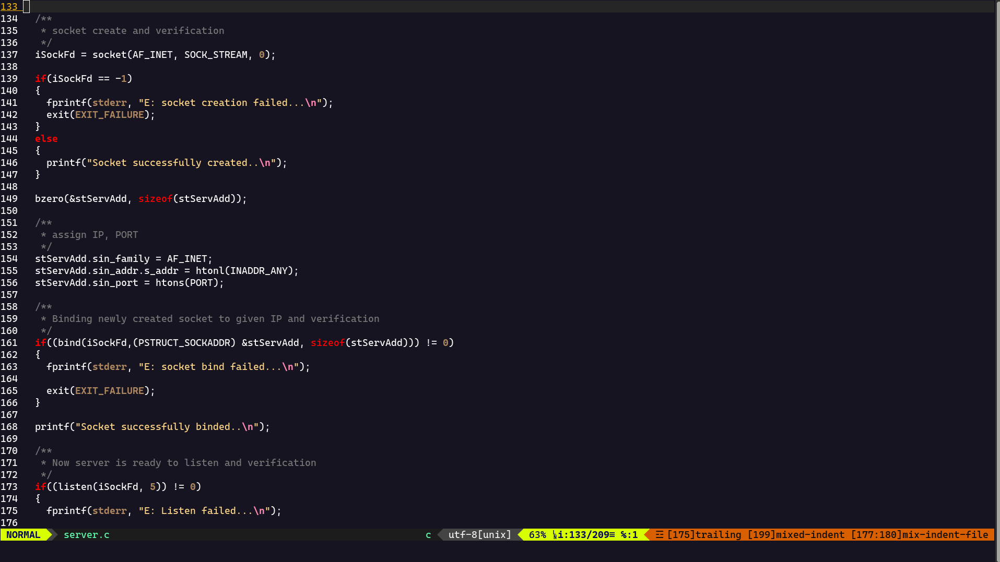 133
134   /**
135    * socket create and verification
136    */
137   iSockFd = socket(AF_INET, SOCK_STREAM, 0);
138
139   if(iSockFd == -1)
140   {
141     fprintf(stderr, "E: socket creation failed...\n");
142     exit(EXIT_FAILURE);
143   }
144   else
145   {
146     printf("Socket successfully created..\n");
147   }
148
149   bzero(&stServAdd, sizeof(stServAdd));
150
151   /**
152    * assign IP, PORT
153    */
154   stServAdd.sin_family = AF_INET;
155   stServAdd.sin_addr.s_addr = htonl(INADDR_ANY);
156   stServAdd.sin_port = htons(PORT);
157
158   /**
159    * Binding newly created socket to given IP and verification
160    */
161   if((bind(iSockFd,(PSTRUCT_SOCKADDR) &stServAdd, sizeof(stServAdd))) != 0)
162   {
163     fprintf(stderr, "E: socket bind failed...\n");
164
165     exit(EXIT_FAILURE);
166   }
167
168   printf("Socket successfully binded..\n");
169
170   /**
171    * Now server is ready to listen and verification
172    */
173   if((listen(iSockFd, 5)) != 0)
174   {
175     fprintf(stderr, "E: Listen failed...\n");
176
NORMAL server.c c utf-8[unix] 63% ㏑:133/209≡ ℅:1 ☲ [175]trailing [199]mixed-indent [177:180]mix-indent-file